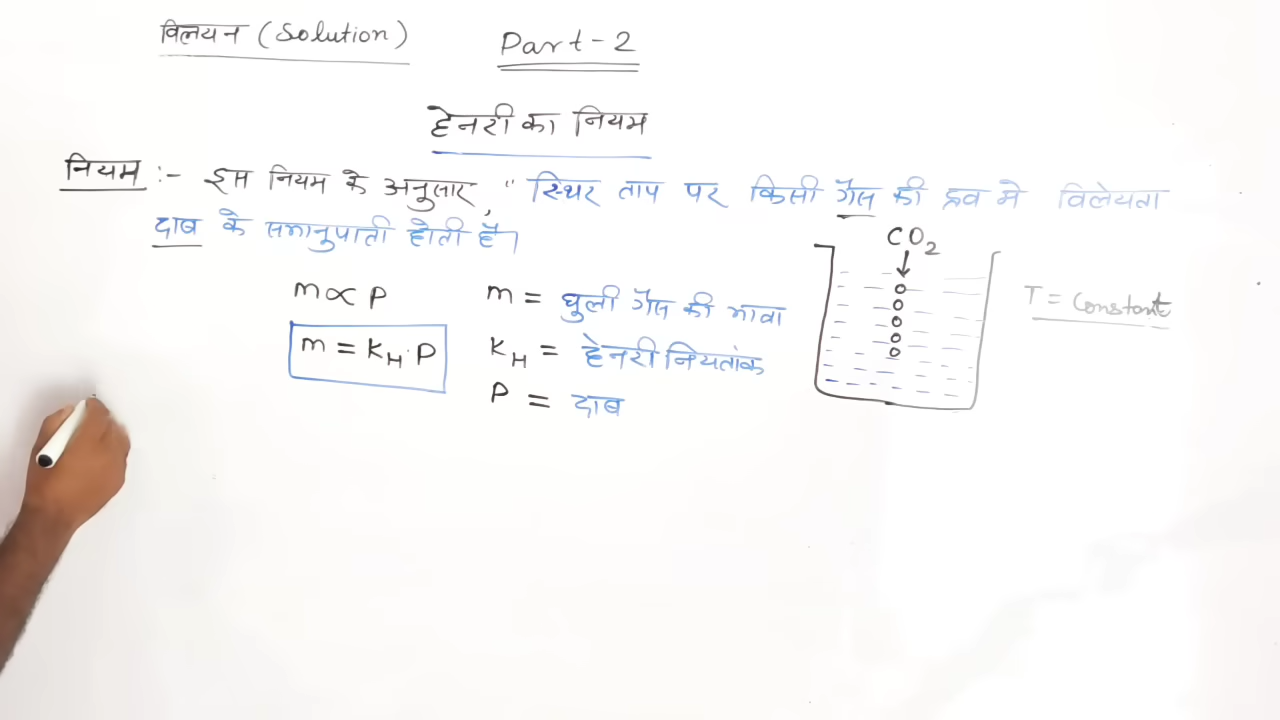 विलयन (Solution)
Part-2
हेनरी का नियम
नियम :- इस नियम के अनुसार, " स्थिर ताप पर किसी गैस की द्रव मे विलेयता
दाब के समानुपाती होती है।
CO2
m ∝ P
m = घुली गैस की मात्रा
T = Constant
m = KH · P
KH = हेनरी नियतांक
P = दाब